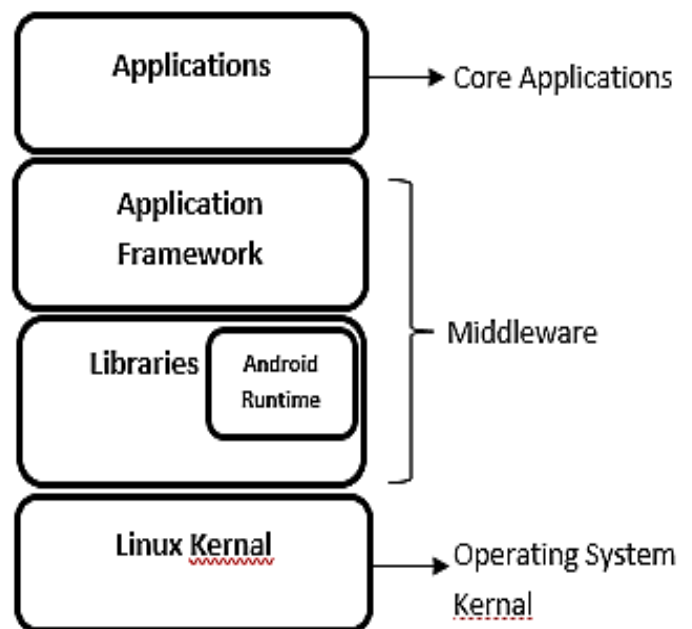 Applications
Core Applications
Application
Framework
Middleware
Libraries
Android
Runtime
Linux Kernal
Operating System
Kernal